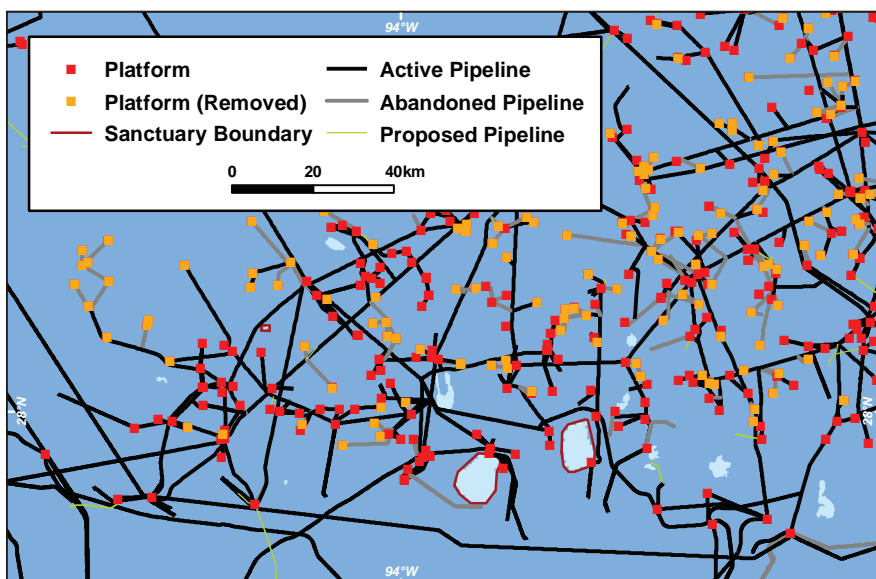 94°W
Platform
Active Pipeline
Platform (Removed)
Abandoned Pipeline
Sanctuary Boundary
Proposed Pipeline
0 20 40km
28°N
28°N
94°W